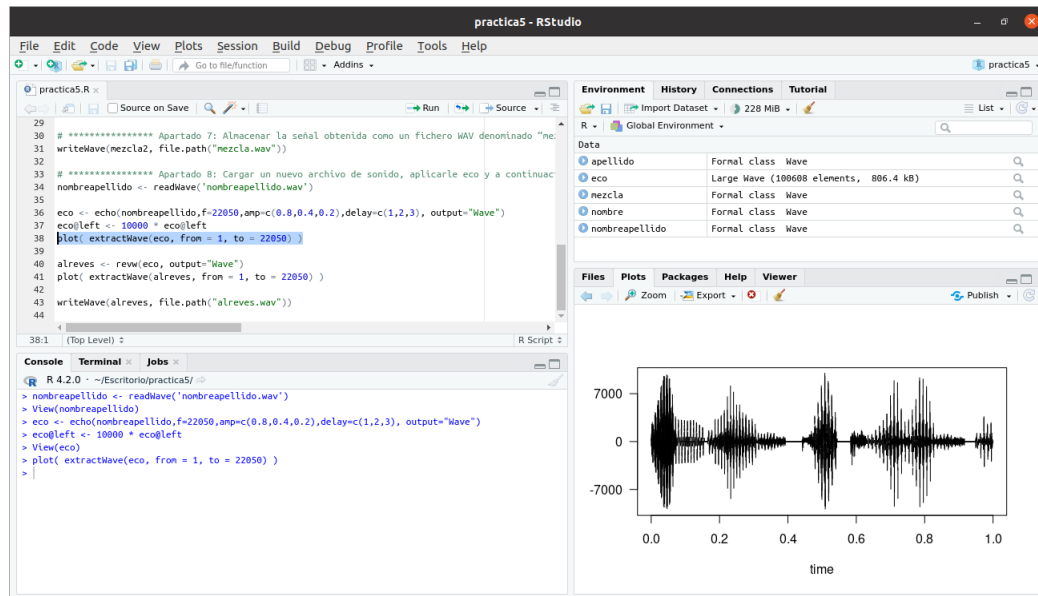 practica5 - RStudio
File Edit Code View Plots Session Build Debug Profile Tools Help
Go to file/function Addins practica5
practica5.R
Source on Save Run Source
29
30 # **************** Apartado 7: Almacenar la señal obtenida como un fichero WAV denominado "me
31 writeWave(mezcla2, file.path("mezcla.wav"))
32
33 # **************** Apartado 8: Cargar un nuevo archivo de sonido, aplicarle eco y a continuac
34 nombreapellido <- readWave('nombreapellido.wav')
35
36 eco <- echo(nombreapellido,f=22050,amp=c(0.8,0.4,0.2),delay=c(1,2,3), output="Wave")
37 eco@left <- 10000 * eco@left
38 plot( extractWave(eco, from = 1, to = 22050) )
39
40 alreves <- revw(eco, output="Wave")
41 plot( extractWave(alreves, from = 1, to = 22050) )
42
43 writeWave(alreves, file.path("alreves.wav"))
44
38:1 (Top Level) R Script
Console Terminal Jobs
R 4.2.0 · ~/Escritorio/practica5/
> nombreapellido <- readWave('nombreapellido.wav')
> View(nombreapellido)
> eco <- echo(nombreapellido,f=22050,amp=c(0.8,0.4,0.2),delay=c(1,2,3), output="Wave")
> eco@left <- 10000 * eco@left
> View(eco)
> plot( extractWave(eco, from = 1, to = 22050) )
>
Environment History Connections Tutorial
Import Dataset 228 MiB List
R Global Environment
Data
apellido Formal class Wave
eco Large Wave (100608 elements, 806.4 kB)
mezcla Formal class Wave
nombre Formal class Wave
nombreapellido Formal class Wave
Files Plots Packages Help Viewer
Zoom Export Publish
7000
0
-7000
0.0 0.2 0.4 0.6 0.8 1.0
time